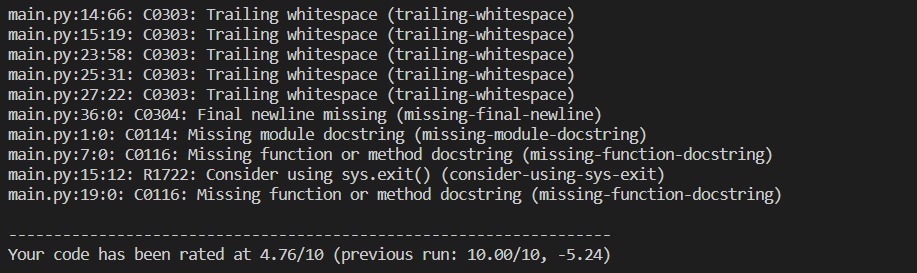 main.py:14:66: C0303: Trailing whitespace (trailing-whitespace)
main.py:15:19: C0303: Trailing whitespace (trailing-whitespace)
main.py:23:58: C0303: Trailing whitespace (trailing-whitespace)
main.py:25:31: C0303: Trailing whitespace (trailing-whitespace)
main.py:27:22: C0303: Trailing whitespace (trailing-whitespace)
main.py:36:0: C0304: Final newline missing (missing-final-newline)
main.py:1:0: C0114: Missing module docstring (missing-module-docstring)
main.py:7:0: C0116: Missing function or method docstring (missing-function-docstring)
main.py:15:12: R1722: Consider using sys.exit() (consider-using-sys-exit)
main.py:19:0: C0116: Missing function or method docstring (missing-function-docstring)
-------------------------------------------------------------------
Your code has been rated at 4.76/10 (previous run: 10.00/10, -5.24)